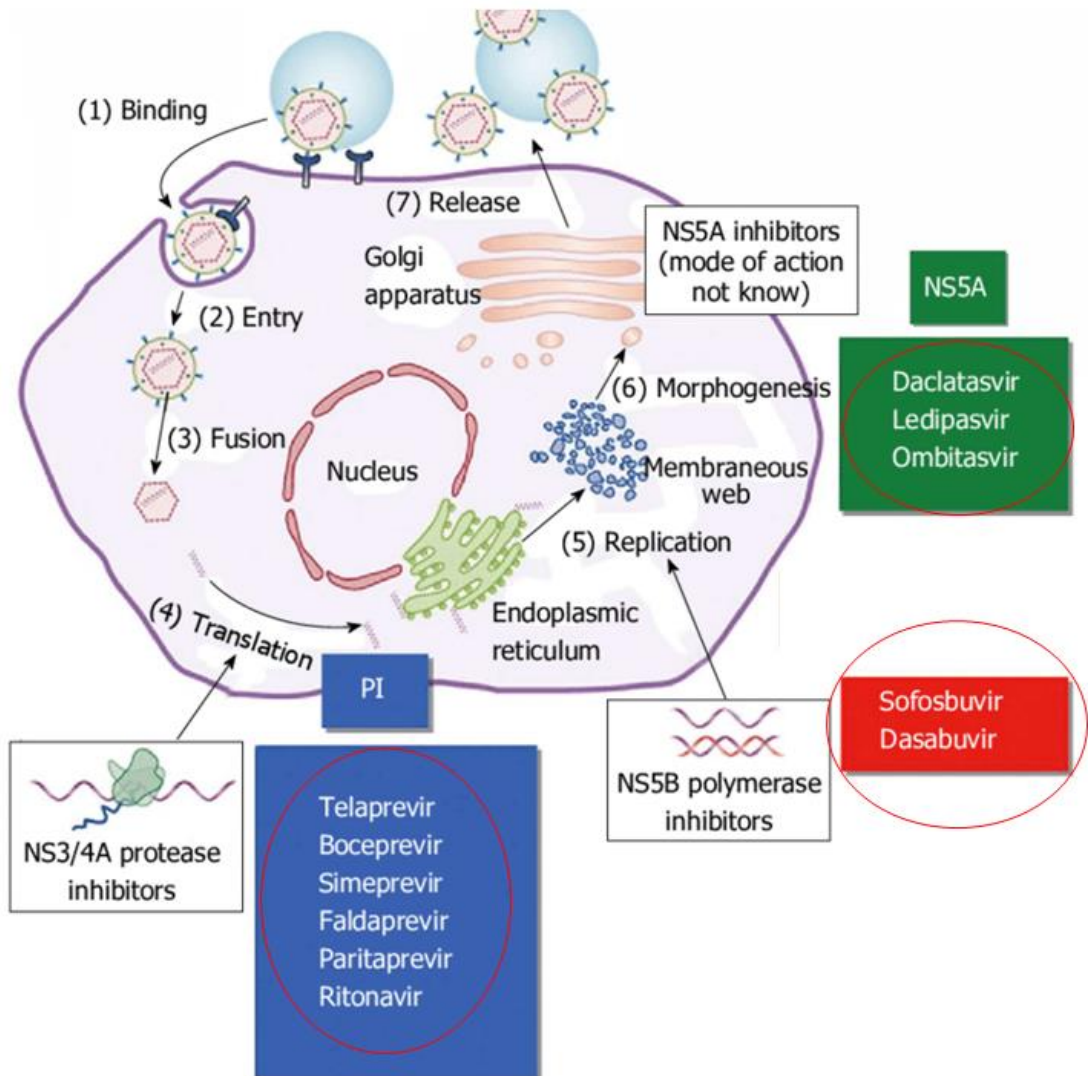 (1) Binding
(7) Release
NS5A inhibitors
(mode of action
not know)
Golgi
apparatus
NS5A
(2) Entry
(6) Morphogenesis
Daclatasvir
Ledipasvir
Ombitasvir
(3) Fusion
Nucleus
Membraneous
web
(5) Replication
(4) Translation
Endoplasmic
reticulum
PI
Sofosbuvir
Dasabuvir
NS5B polymerase
inhibitors
NS3/4A protease
inhibitors
Telaprevir
Boceprevir
Simeprevir
Faldaprevir
Paritaprevir
Ritonavir